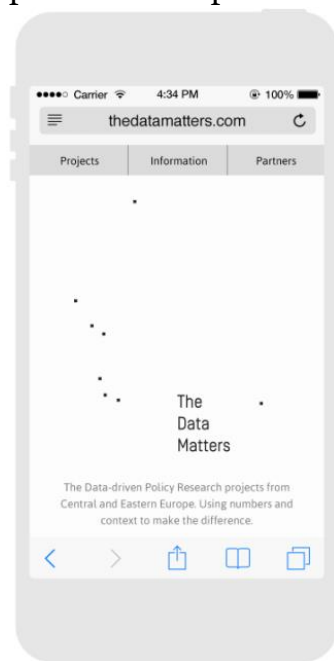 Carrier 4:34 PM 100%
thedatamatters.com
Projects Information Partners
The
Data
Matters
The Data-driven Policy Research projects from
Central and Eastern Europe. Using numbers and
context to make the difference.